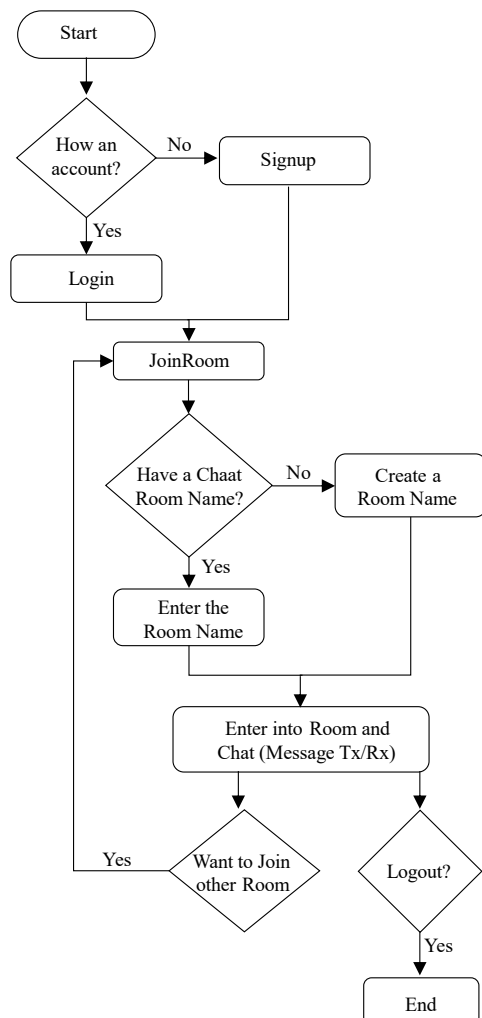 Start
How an
account?
No
Signup
Yes
Login
JoinRoom
Have a Chaat
Room Name?
No
Create a
Room Name
Yes
Enter the
Room Name
Enter into Room and
Chat (Message Tx/Rx)
Yes
Want to Join
other Room
Logout?
Yes
End